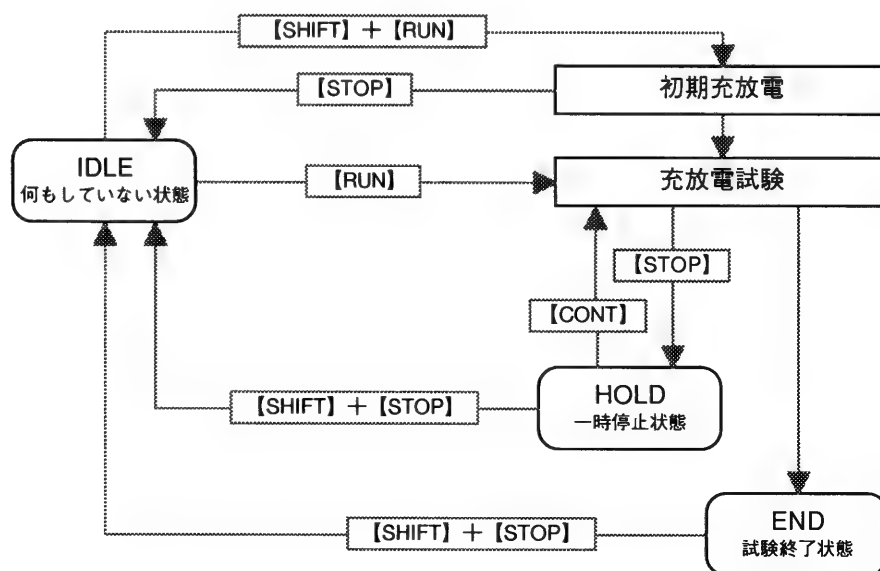 【SHIFT】＋【RUN】
【STOP】
初期充放電
IDLE
何もしていない状態
【RUN】
充放電試験
【STOP】
【CONT】
【SHIFT】＋【STOP】
HOLD
一時停止状態
【SHIFT】＋【STOP】
END
試験終了状態